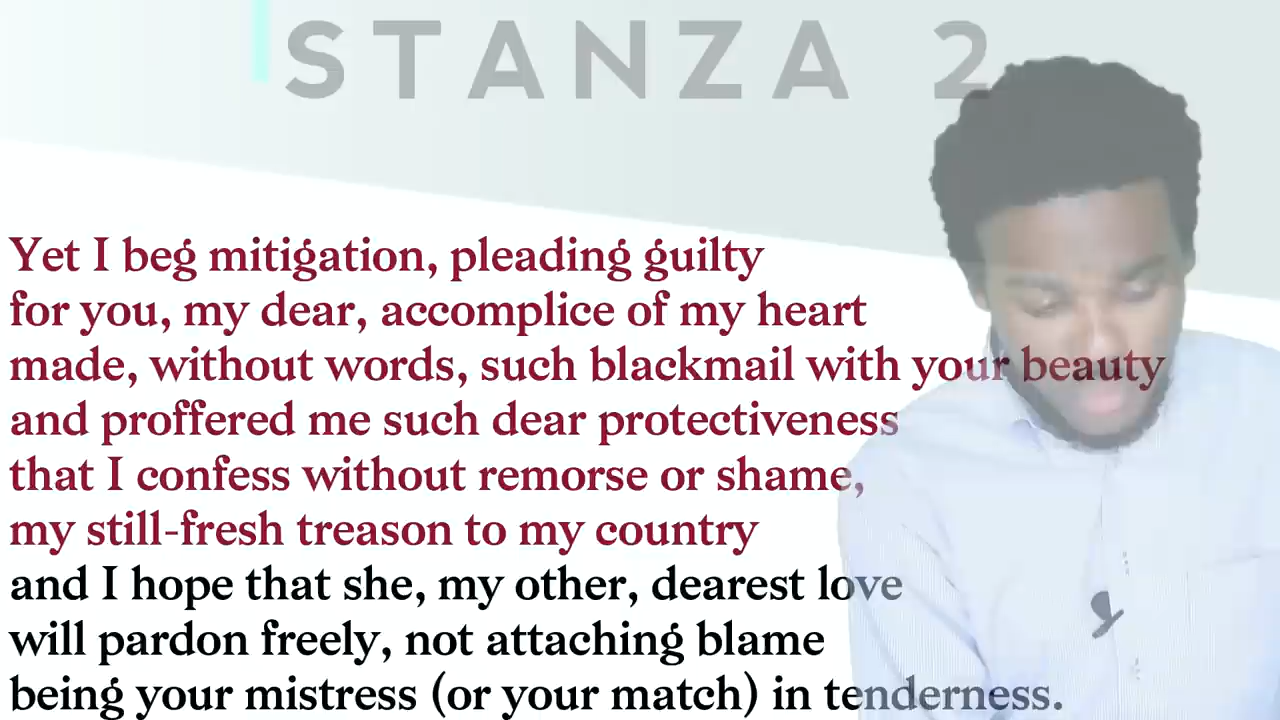 STANZA 2
Yet I beg mitigation, pleading guilty
for you, my dear, accomplice of my heart
made, without words, such blackmail with your beauty
and proffered me such dear protectiveness
that I confess without remorse or shame,
my still-fresh treason to my country
and I hope that she, my other, dearest love
will pardon freely, not attaching blame
being your mistress (or your match) in tenderness.